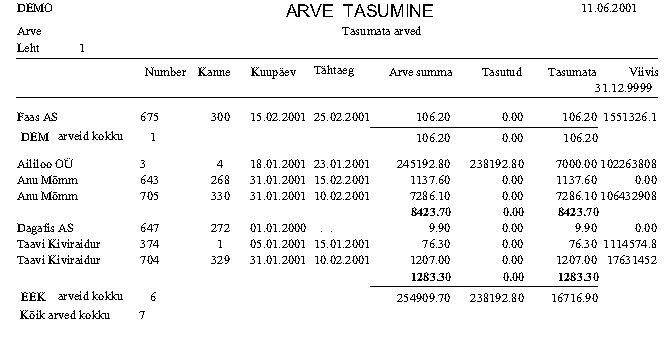 DEMO ARVE TASUMINE 11.06.2001
Arve Tasumata arved
Leht 1
Number Kanne Kuupäev Tähtaeg Arve summa Tasutud Tasumata Viivis
31.12.9999
Faas AS 675 300 15.02.2001 25.02.2001 106.20 0.00 106.20 1551326.1
DEM arveid kokku 1 106.20 0.00 106.20
Aililoo OÜ 3 4 18.01.2001 23.01.2001 245192.80 238192.80 7000.00 102263808
Anu Mõmm 643 268 31.01.2001 15.02.2001 1137.60 0.00 1137.60 0.00
Anu Mõmm 705 330 31.01.2001 10.02.2001 7286.10 0.00 7286.10 106432908
8423.70 0.00 8423.70
Dagafis AS 647 272 01.01.2000 . . 9.90 0.00 9.90 0.00
Taavi Kiviraidur 374 1 05.01.2001 15.01.2001 76.30 0.00 76.30 1114574.8
Taavi Kiviraidur 704 329 31.01.2001 10.02.2001 1207.00 0.00 1207.00 17631452
1283.30 0.00 1283.30
EEK arveid kokku 6 254909.70 238192.80 16716.90
Kõik arved kokku 7